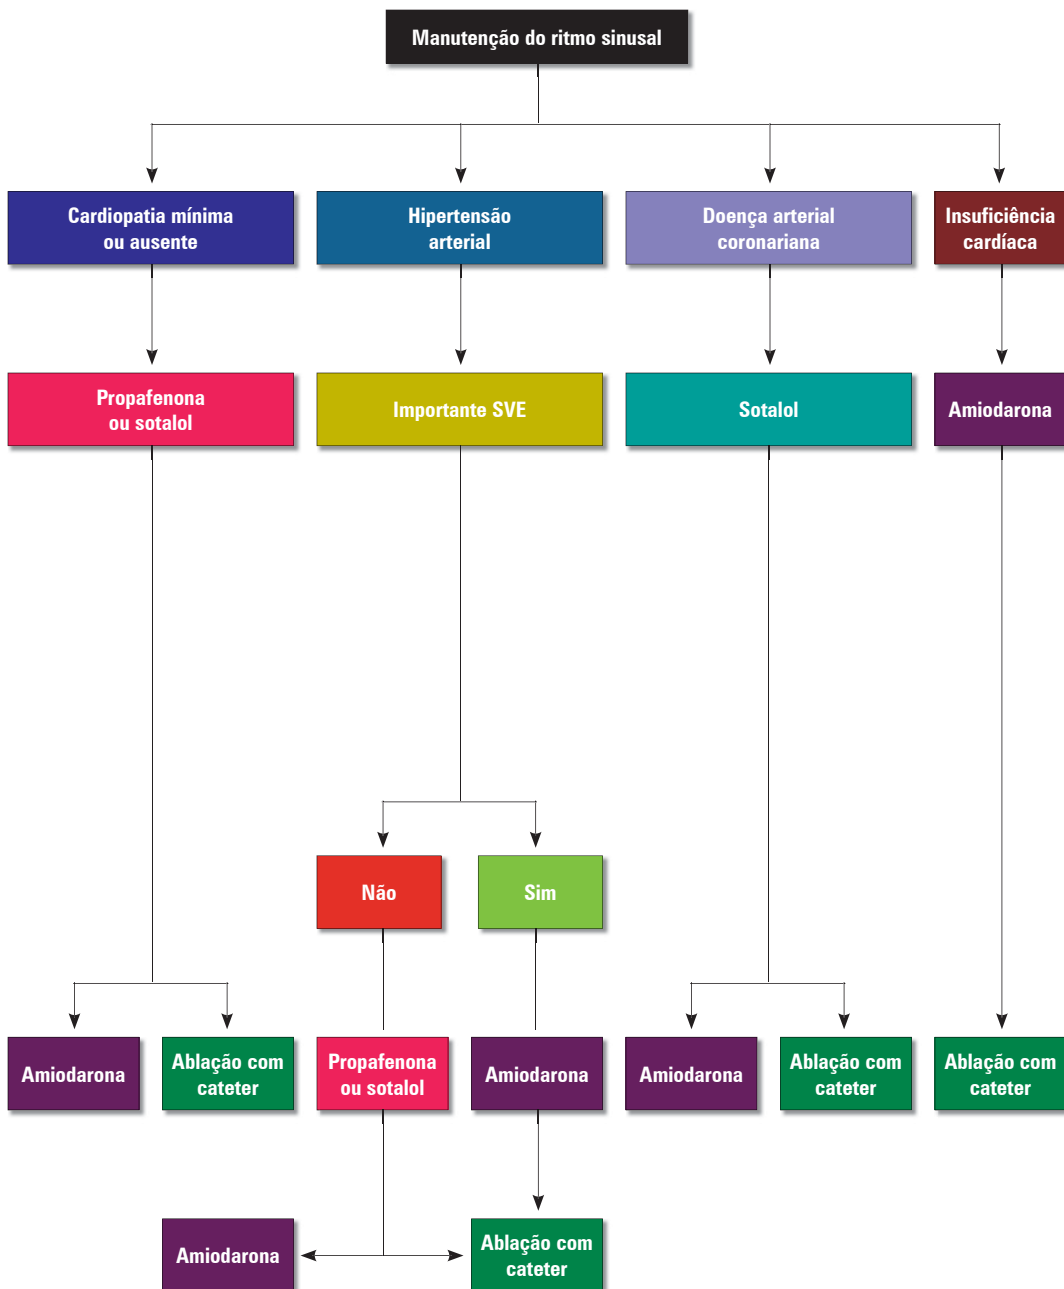 Manutenção do ritmo sinusal
Cardiopatia mínima
ou ausente
Hipertensão
arterial
Doença arterial
coronariana
Insuficiência
cardíaca
Propafenona
ou sotalol
Importante SVE
Sotalol
Amiodarona
Não
Sim
Amiodarona
Ablação com
cateter
Propafenona
ou sotalol
Amiodarona
Amiodarona
Ablação com
cateter
Ablação com
cateter
Amiodarona
Ablação com
cateter